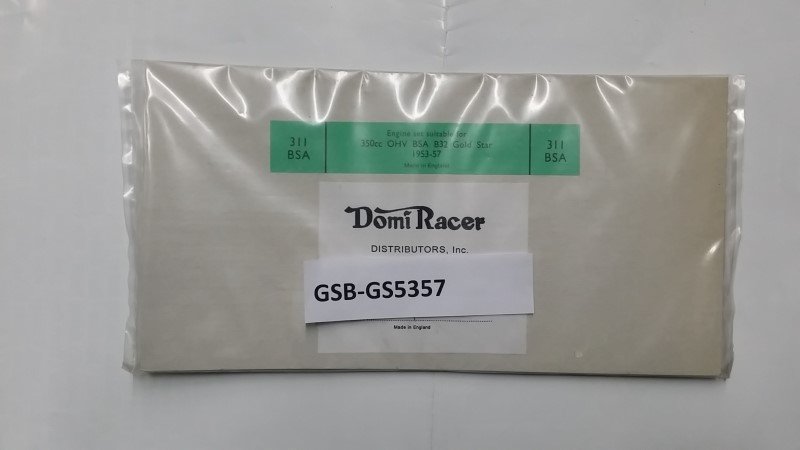 311
BSA
Engine set suitable for
350cc OHV BSA B32 Gold Star
1953-57
Made in England
311
BSA
Domi Racer
DISTRIBUTORS, Inc.
GSB-GS5357
Made in England